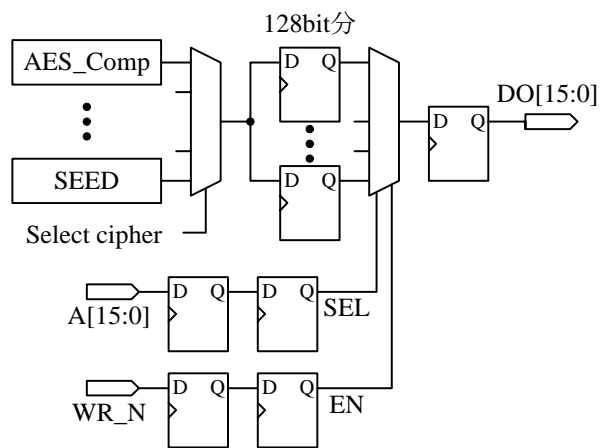 128bit分
AES_Comp
D Q
DO[15:0]
D Q
SEED
D Q
Select cipher
D Q
D Q
SEL
A[15:0]
D Q
D Q
EN
WR_N